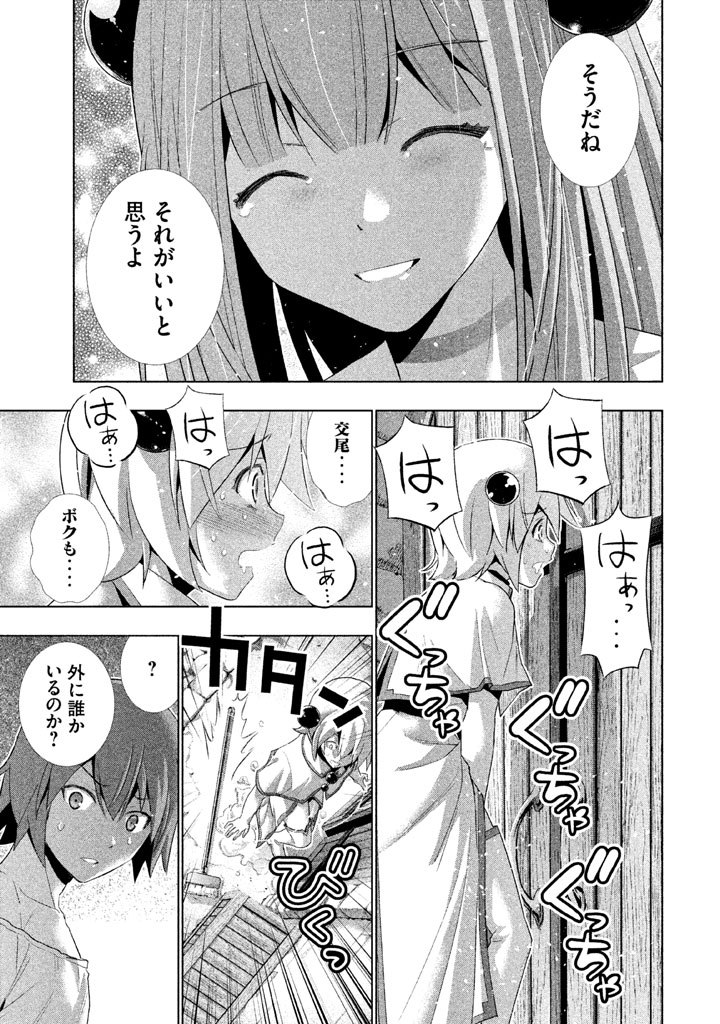 そうだね
それがいいと
思うよ
はっ
はっ
はぁっ
・・・
ぐっちゃ
ぐっちゃ
ぐっちゃ
はっ
はぁ…
交尾
・・・・
はぁ…
ボクも
・・・・
カタン
びくっ
?
外に誰か
いるのか?